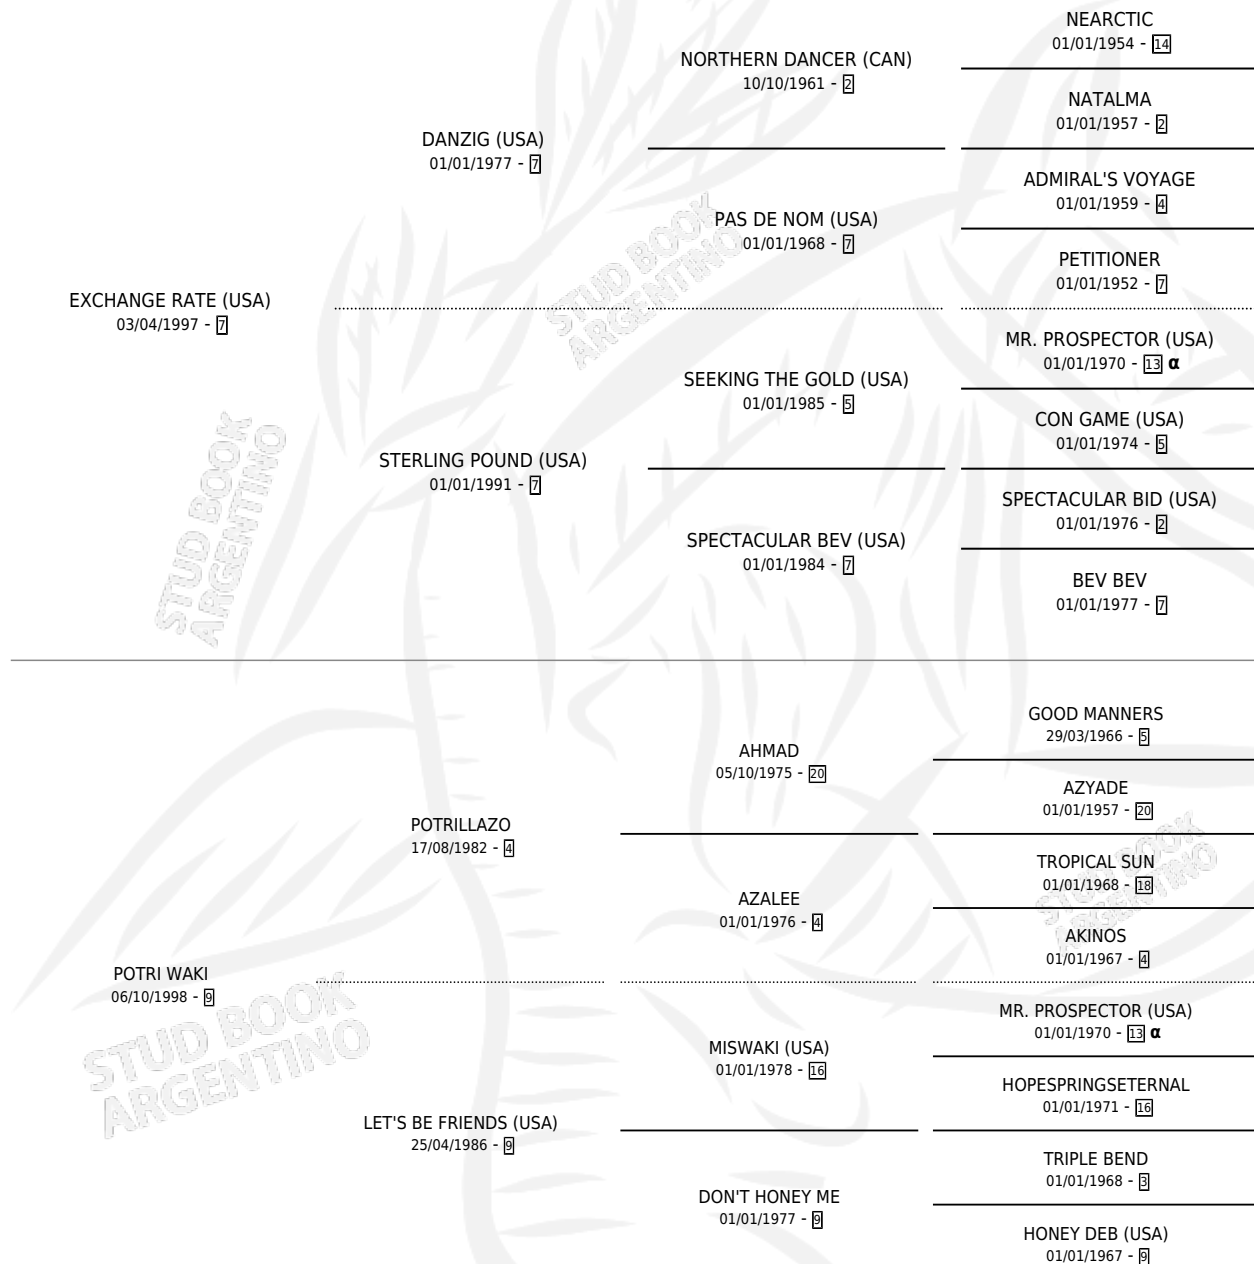 NEARCTIC
01/01/1954 - 14
NORTHERN DANCER (CAN)
10/10/1961 - 2
NATALMA
01/01/1957 - 2
DANZIG (USA)
01/01/1977 - 7
ADMIRAL'S VOYAGE
01/01/1959 - 4
PAS DE NOM (USA)
01/01/1968 - 7
PETITIONER
01/01/1952 - 7
EXCHANGE RATE (USA)
03/04/1997 - 7
MR. PROSPECTOR (USA)
01/01/1970 - 13 α
SEEKING THE GOLD (USA)
01/01/1985 - 5
CON GAME (USA)
01/01/1974 - 5
STERLING POUND (USA)
01/01/1991 - 7
SPECTACULAR BID (USA)
01/01/1976 - 2
SPECTACULAR BEV (USA)
01/01/1984 - 7
BEV BEV
01/01/1977 - 7
GOOD MANNERS
29/03/1966 - 5
AHMAD
05/10/1975 - 20
AZYADE
01/01/1957 - 20
POTRILLAZO
17/08/1982 - 4
TROPICAL SUN
01/01/1968 - 18
AZALEE
01/01/1976 - 4
AKINOS
01/01/1967 - 4
POTRI WAKI
06/10/1998 - 9
MR. PROSPECTOR (USA)
01/01/1970 - 13 α
MISWAKI (USA)
01/01/1978 - 16
HOPESPRINGSETERNAL
01/01/1971 - 16
LET'S BE FRIENDS (USA)
25/04/1986 - 9
TRIPLE BEND
01/01/1968 - 3
DON'T HONEY ME
01/01/1977 - 9
HONEY DEB (USA)
01/01/1967 - 9
STUD BOOK
ARGENTINO
STUD BOOK
ARGENTINO
STUD BOOK
ARGENTINO
STUD BOOK
ARGENTINO